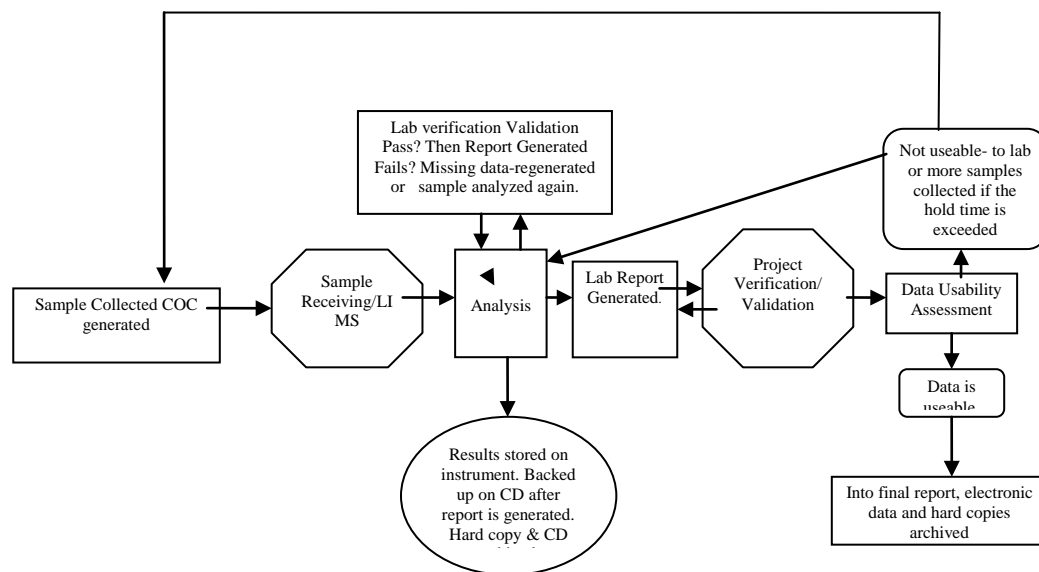 Lab verification Validation
Pass? Then Report Generated
Fails? Missing data-regenerated
or sample analyzed again.
Not useable- to lab
or more samples
collected if the
hold time is
exceeded
Sample Collected COC
generated
Sample
Receiving/LI
MS
Analysis
Lab Report
Generated.
Project
Verification/
Validation
Data Usability
Assessment
Data is
useable
Results stored on
instrument. Backed
up on CD after
report is generated.
Hard copy & CD
Into final report, electronic
data and hard copies
archived